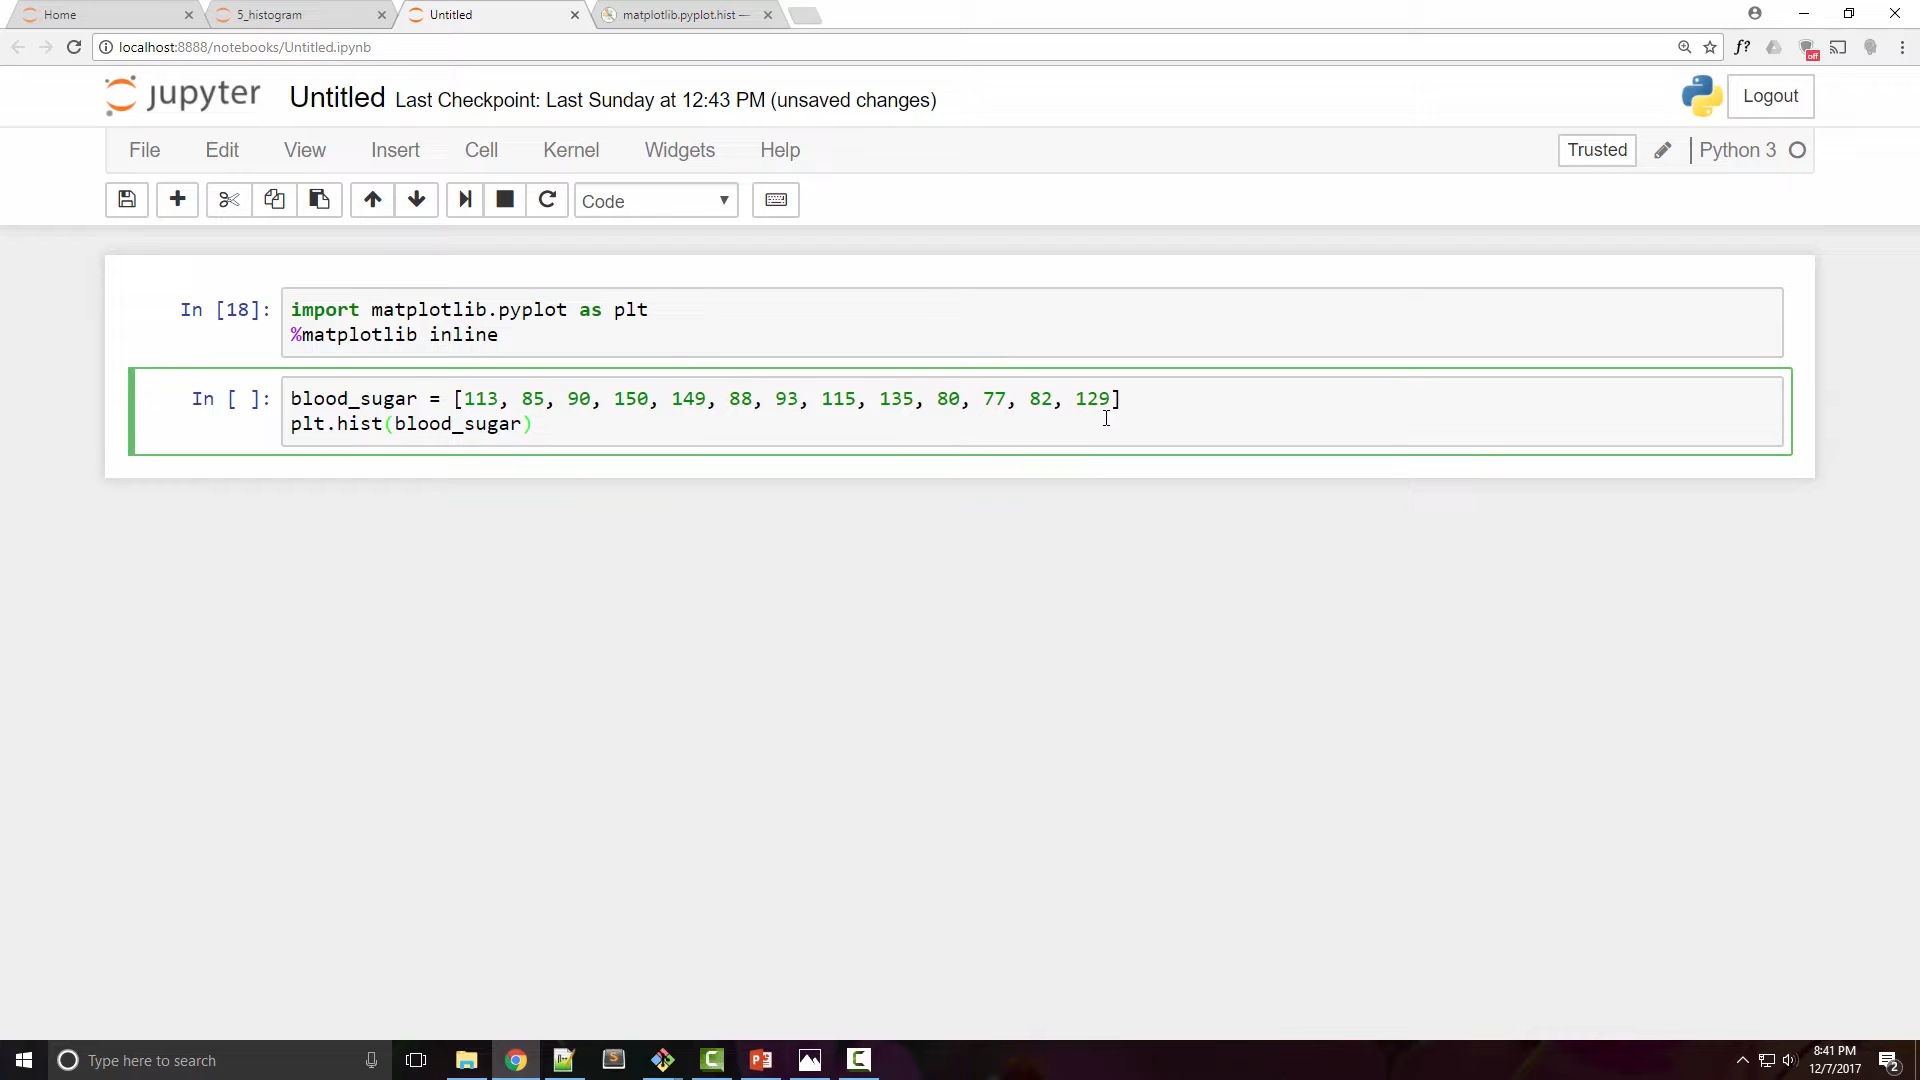 Home
5_histogram
Untitled
matplotlib.pyplot.hist —
localhost:8888/notebooks/Untitled.ipynb
f?
off
jupyter Untitled Last Checkpoint: Last Sunday at 12:43 PM (unsaved changes)
Logout
File Edit View Insert Cell Kernel Widgets Help
Trusted
Python 3
Code
In [18]: import matplotlib.pyplot as plt
%matplotlib inline
In [ ]: blood_sugar = [113, 85, 90, 150, 149, 88, 93, 115, 135, 80, 77, 82, 129]
plt.hist(blood_sugar)
Type here to search
8:41 PM
12/7/2017
2